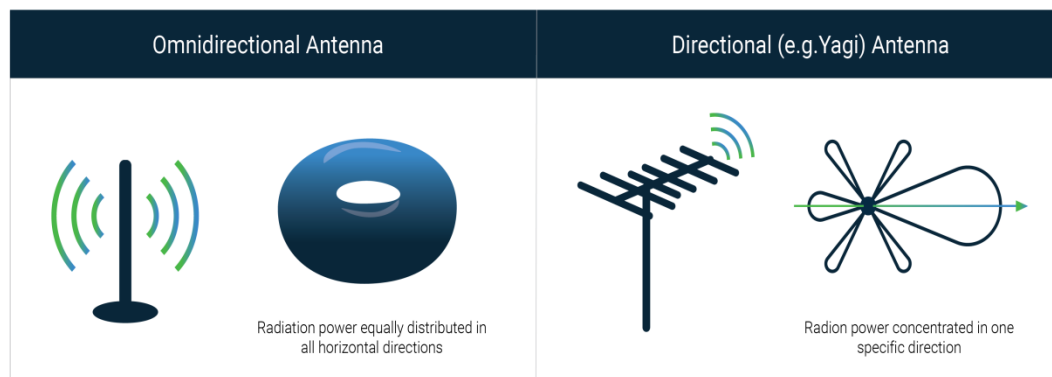 Omnidirectional Antenna
Directional (e.g.Yagi) Antenna
Radiation power equally distributed in
all horizontal directions
Radion power concentrated in one
specific direction